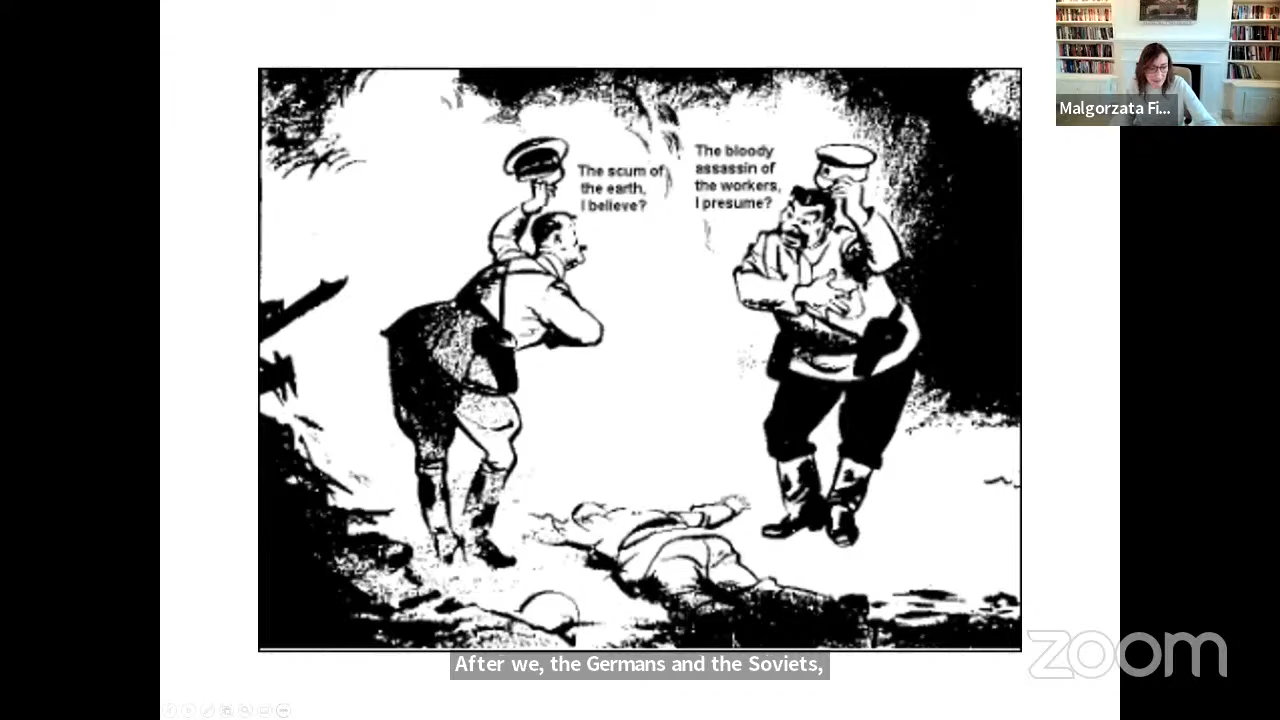 The scum of
the earth,
I believe?
The bloody
assassin of
the workers,
I presume?
Malgorzata Fi...
After we, the Germans and the Soviets,
zoom